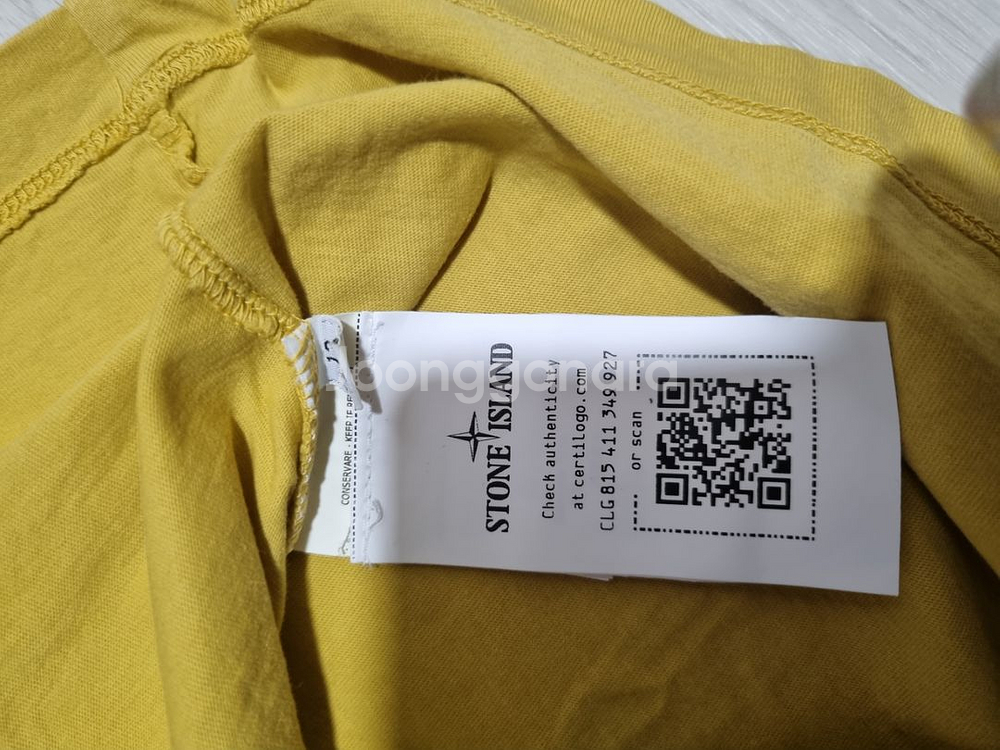 STONE ISLAND
Check authenticity
at certilogo.com
CLG 815 411 349 927
or scan
CONSERVARE - KEEP